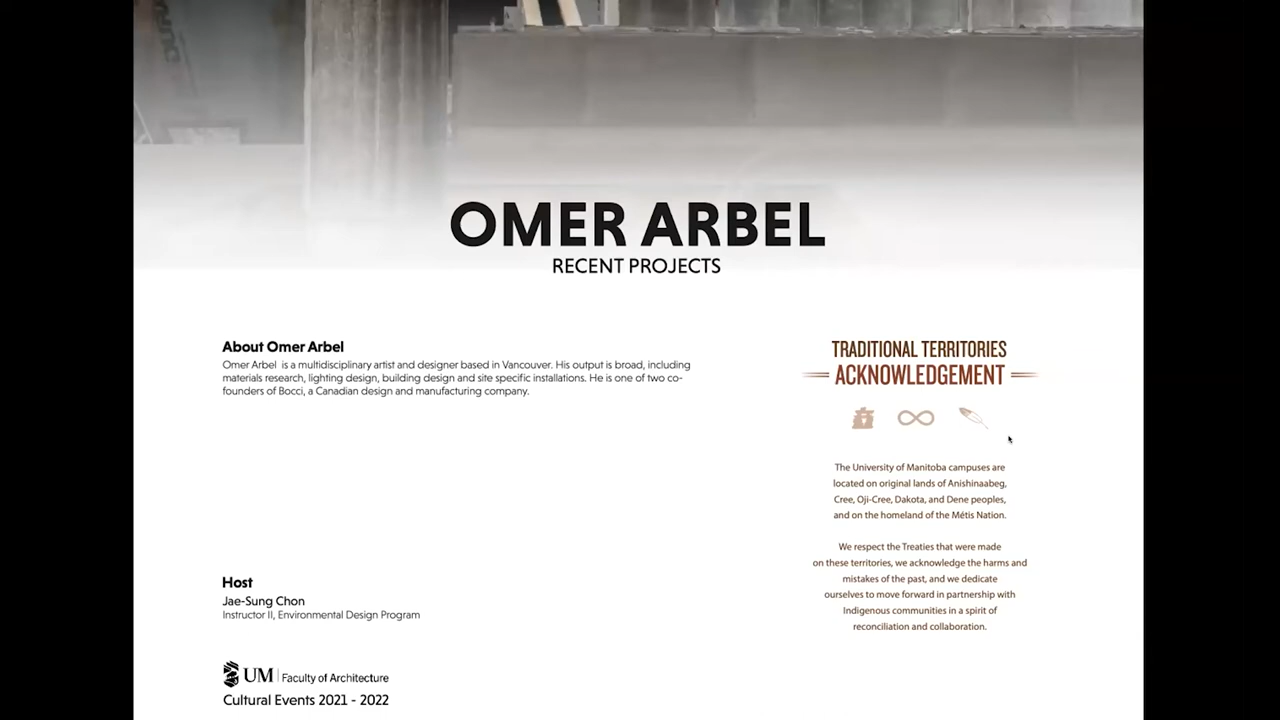 OMER ARBEL
RECENT PROJECTS
About Omer Arbel
Omer Arbel is a multidisciplinary artist and designer based in Vancouver. His output is broad, including
materials research, lighting design, building design and site specific installations. He is one of two co-
founders of Bocci, a Canadian design and manufacturing company.
Host
Jae-Sung Chon
Instructor II, Environmental Design Program
UM Faculty of Architecture
Cultural Events 2021 - 2022
TRADITIONAL TERRITORIES
ACKNOWLEDGEMENT
The University of Manitoba campuses are
located on original lands of Anishinaabeg,
Cree, Oji-Cree, Dakota, and Dene peoples,
and on the homeland of the Métis Nation.
We respect the Treaties that were made
on these territories, we acknowledge the harms and
mistakes of the past, and we dedicate
ourselves to move forward in partnership with
Indigenous communities in a spirit of
reconciliation and collaboration.